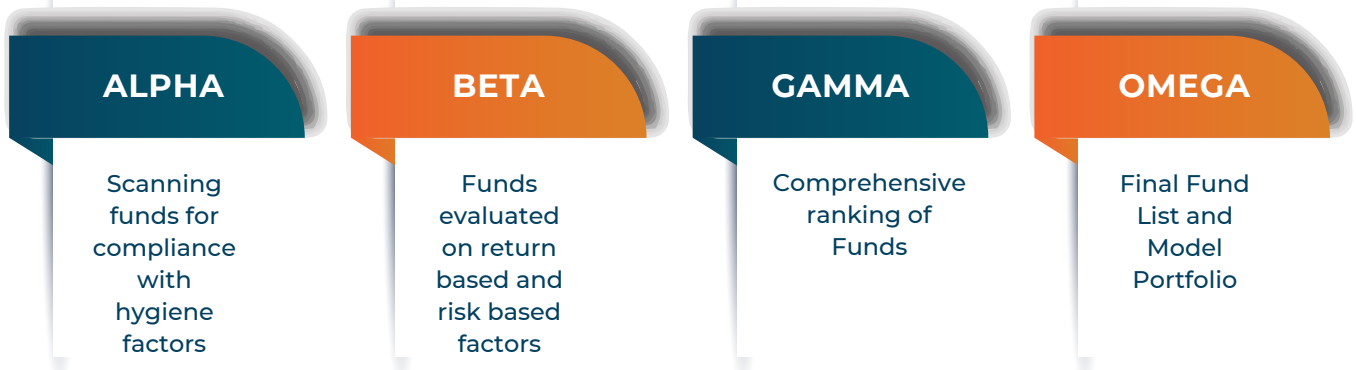 ALPHA
Scanning
funds for
compliance
with
hygiene
factors
BETA
Funds
evaluated
on return
based and
risk based
factors
GAMMA
Comprehensive
ranking of
Funds
OMEGA
Final Fund
List and
Model
Portfolio